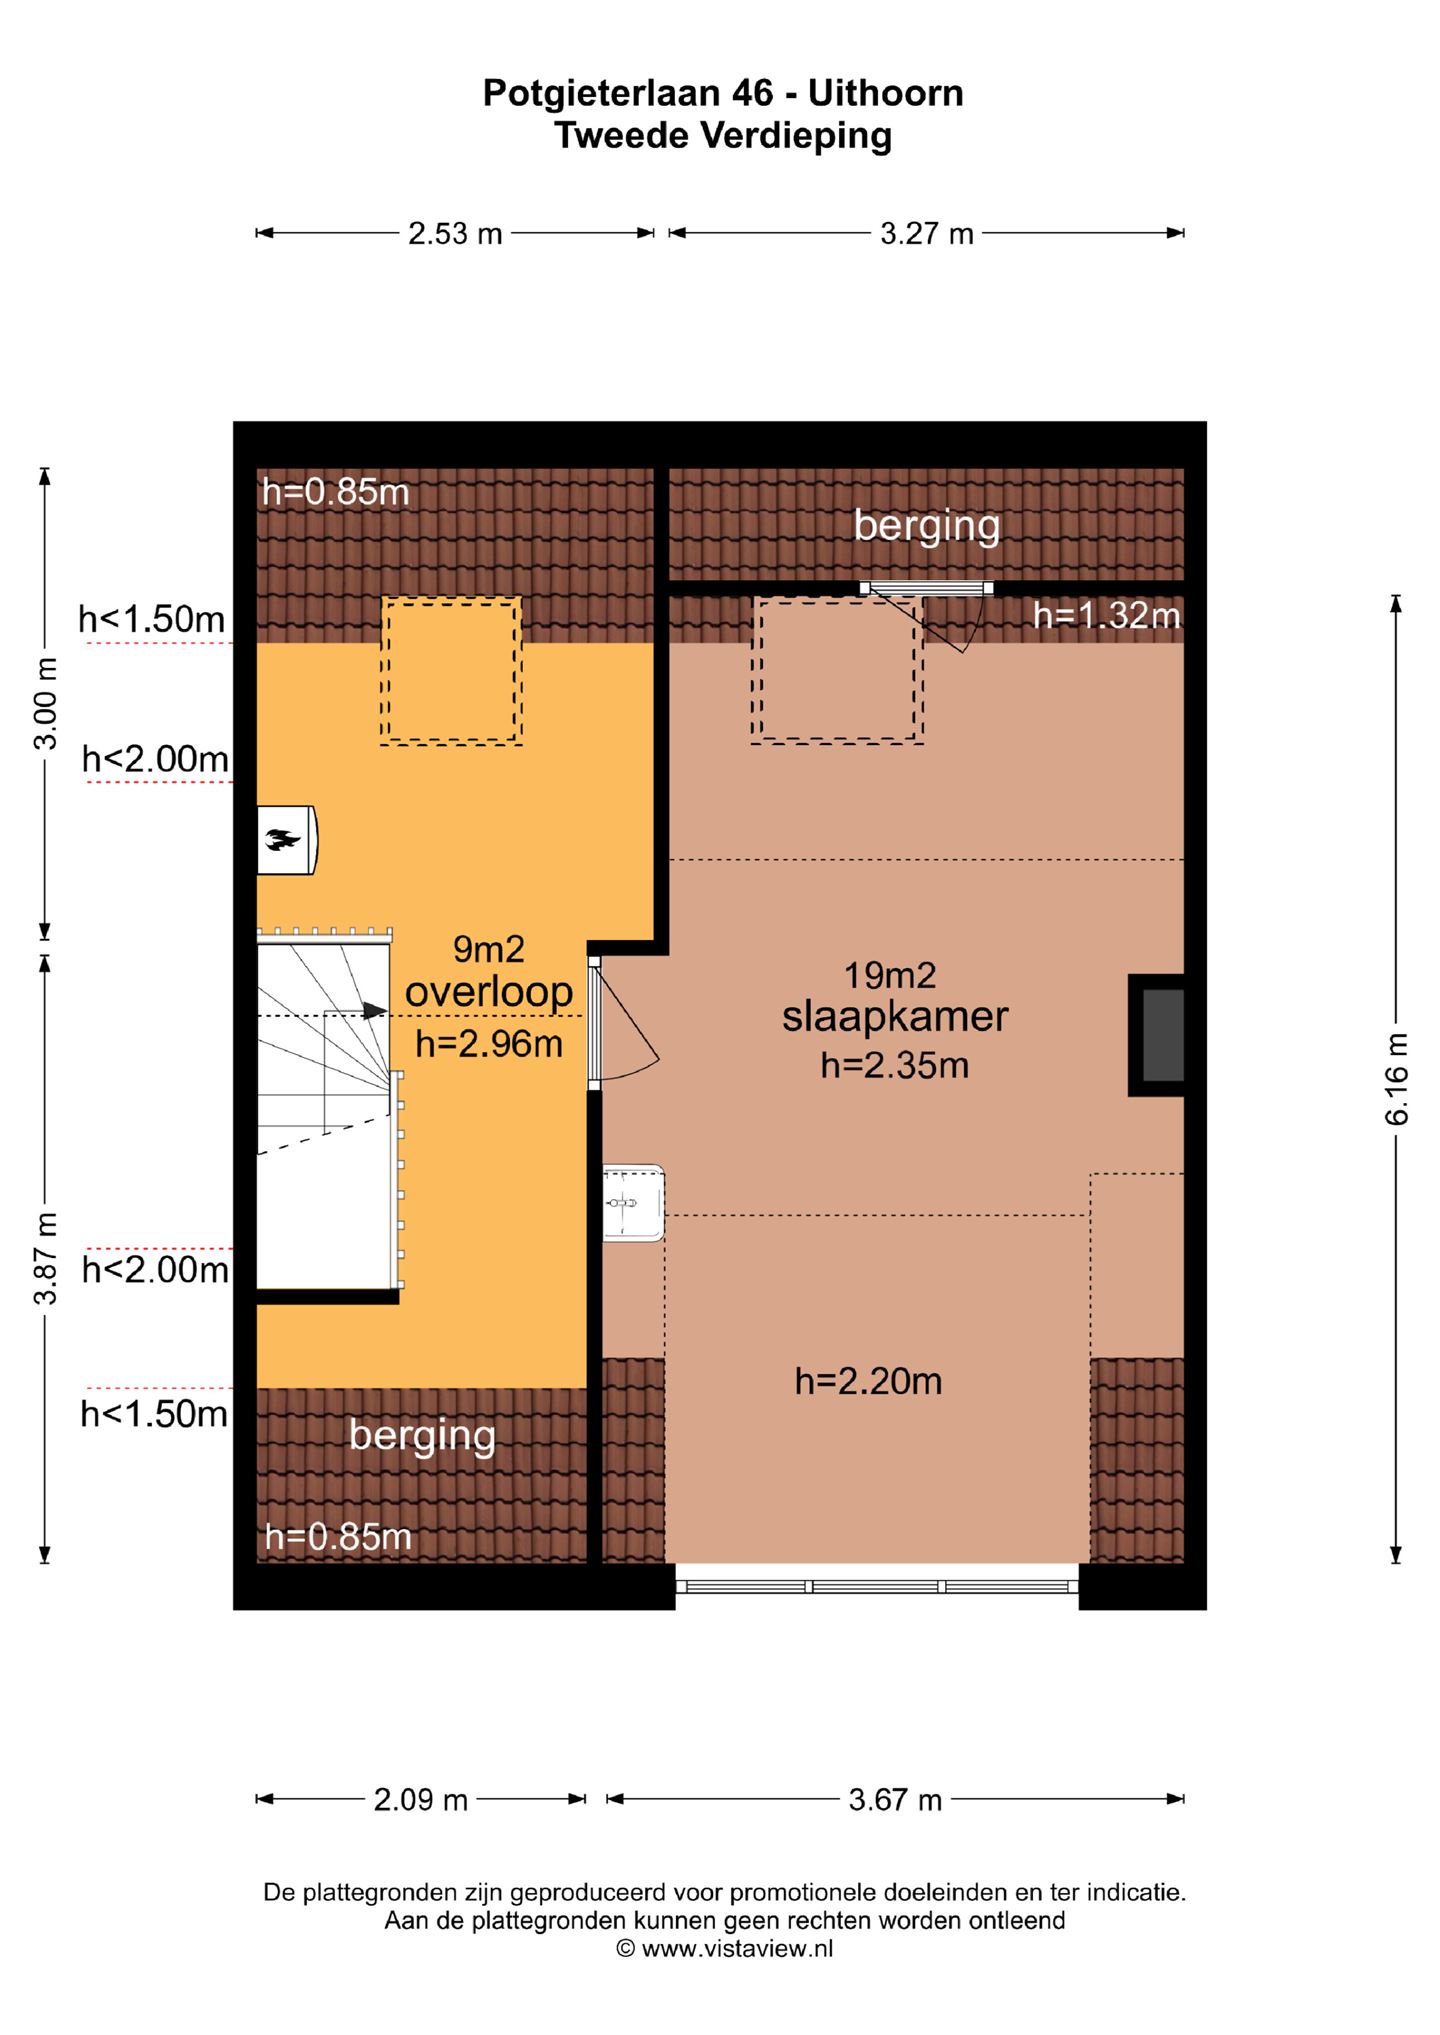 Potgieterlaan 46 - Uithoorn
Tweede Verdieping
2.53 m
3.27 m
h=0.85m
berging
h<1.50m
h=1.32m
3.00 m
h<2.00m
9m2
overloop
h=2.96m
19m2
slaapkamer
h=2.35m
6.16 m
3.87 m
h<2.00m
h=2.20m
h<1.50m
berging
h=0.85m
2.09 m
3.67 m
De plattegronden zijn geproduceerd voor promotionele doeleinden en ter indicatie.
Aan de plattegronden kunnen geen rechten worden ontleend
© www.vistaview.nl